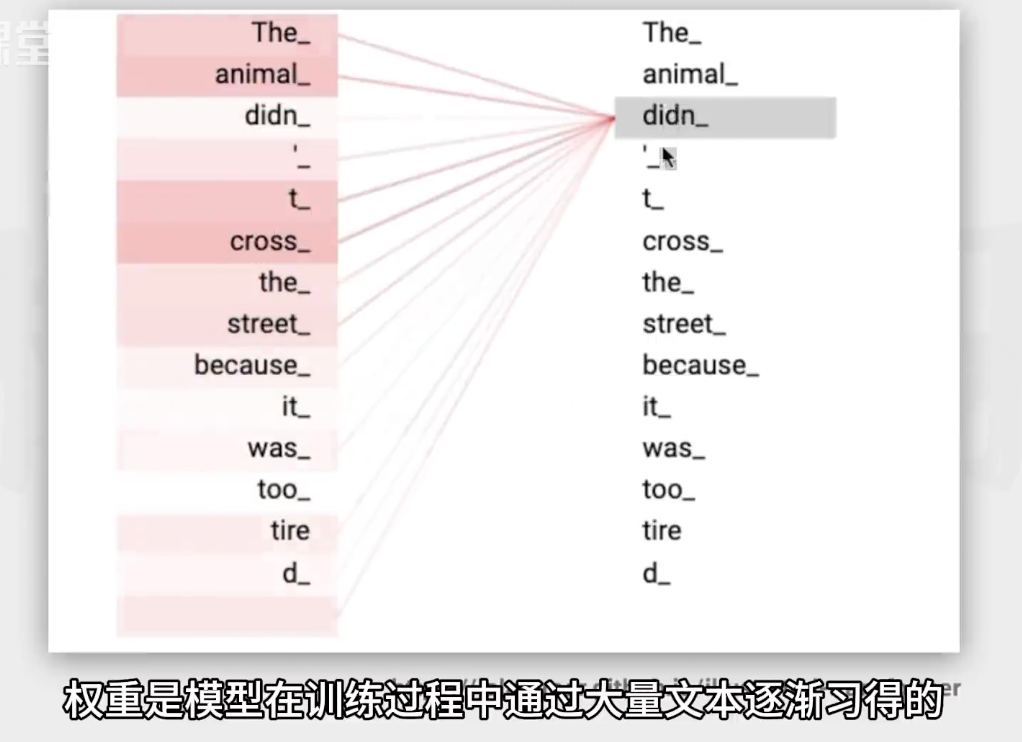 课堂
The_ The_
animal_ animal_
didn_ didn_
'_ '_
t_ t_
cross_ cross_
the_ the_
street_ street_
because_ because_
it_ it_
was_ was_
too_ too_
tire tire
d_ d_
权重是模型在训练过程中通过大量文本逐渐习得的